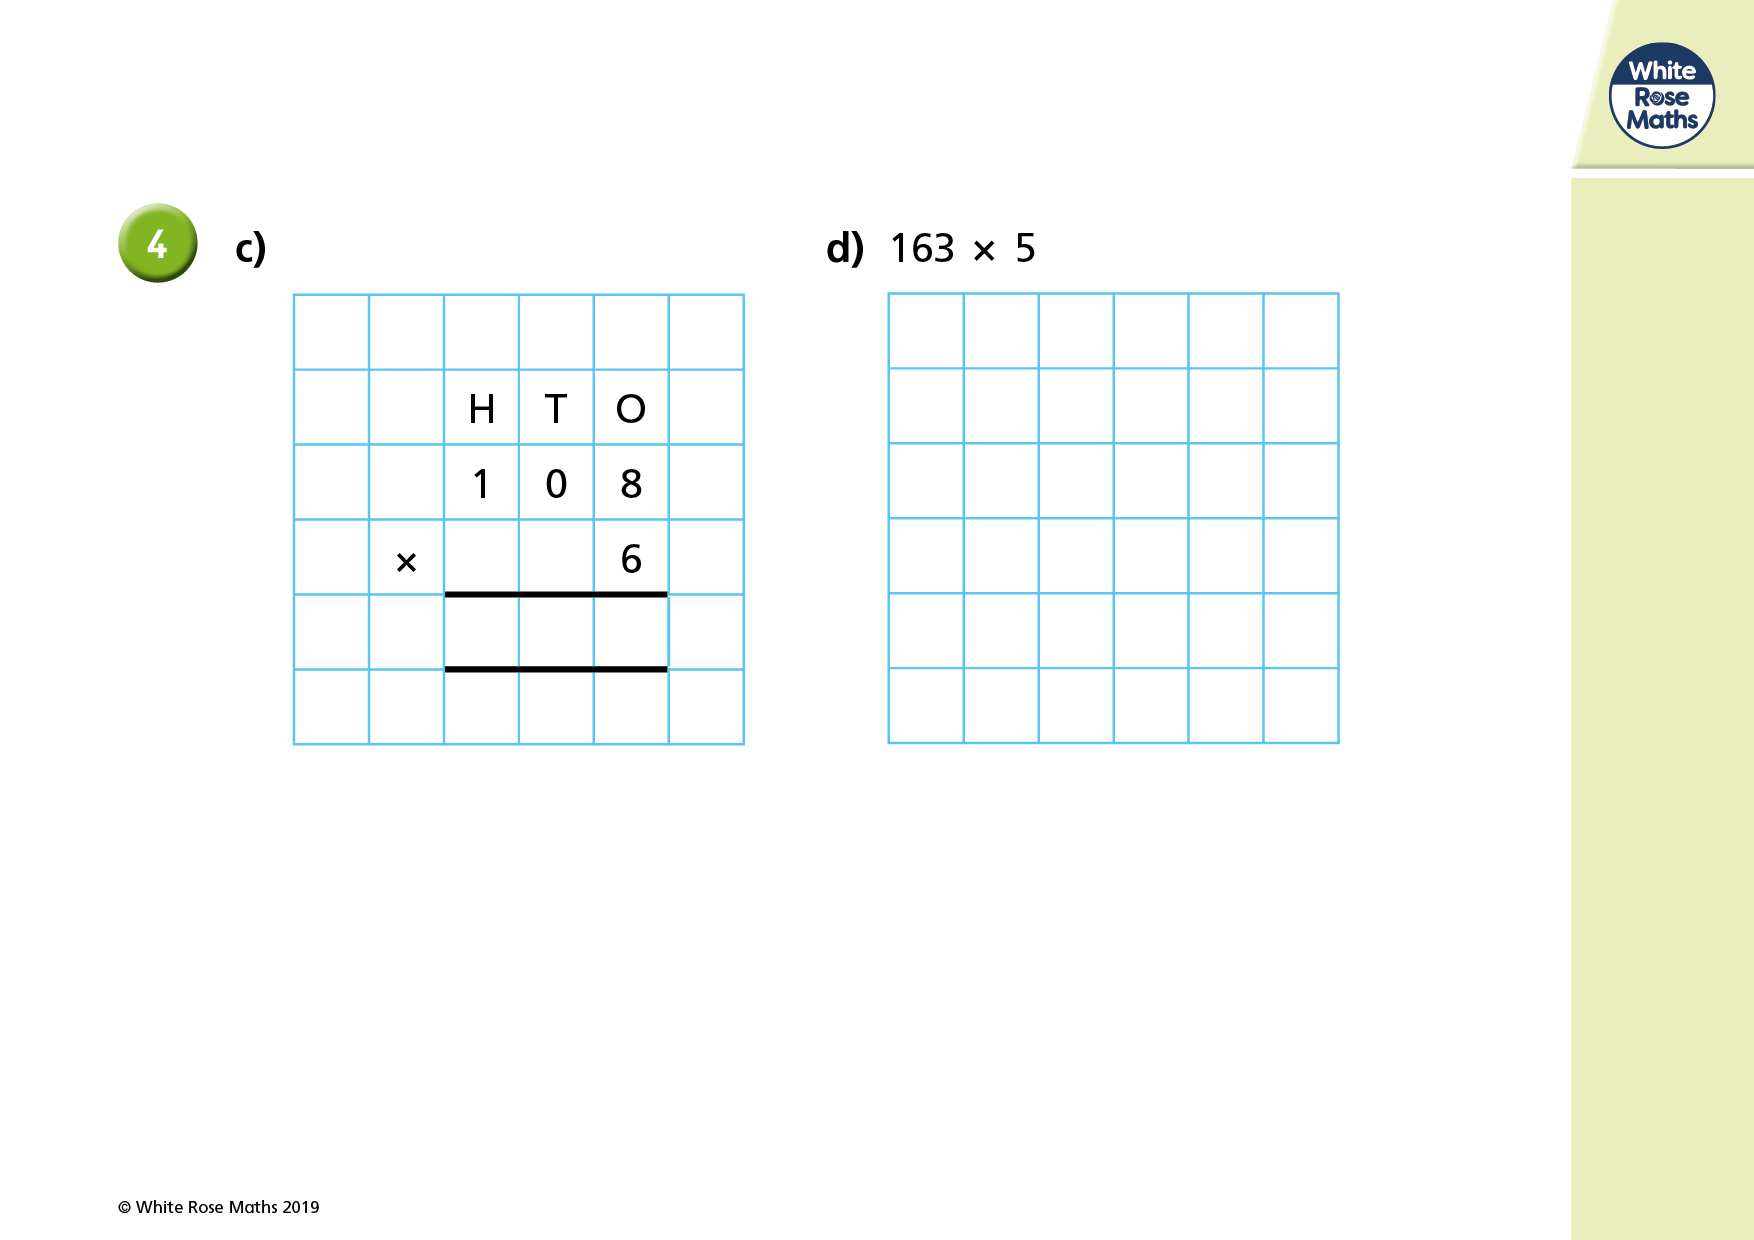 White
Rose
Maths
4 c)
H T O
1 0 8
× 6
d) 163 × 5
© White Rose Maths 2019